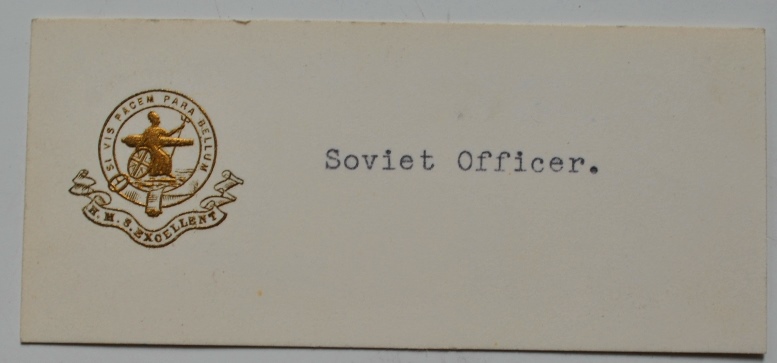 SI VIS PACEM PARA BELLUM
H.M.S. EXCELLENT
Soviet Officer.